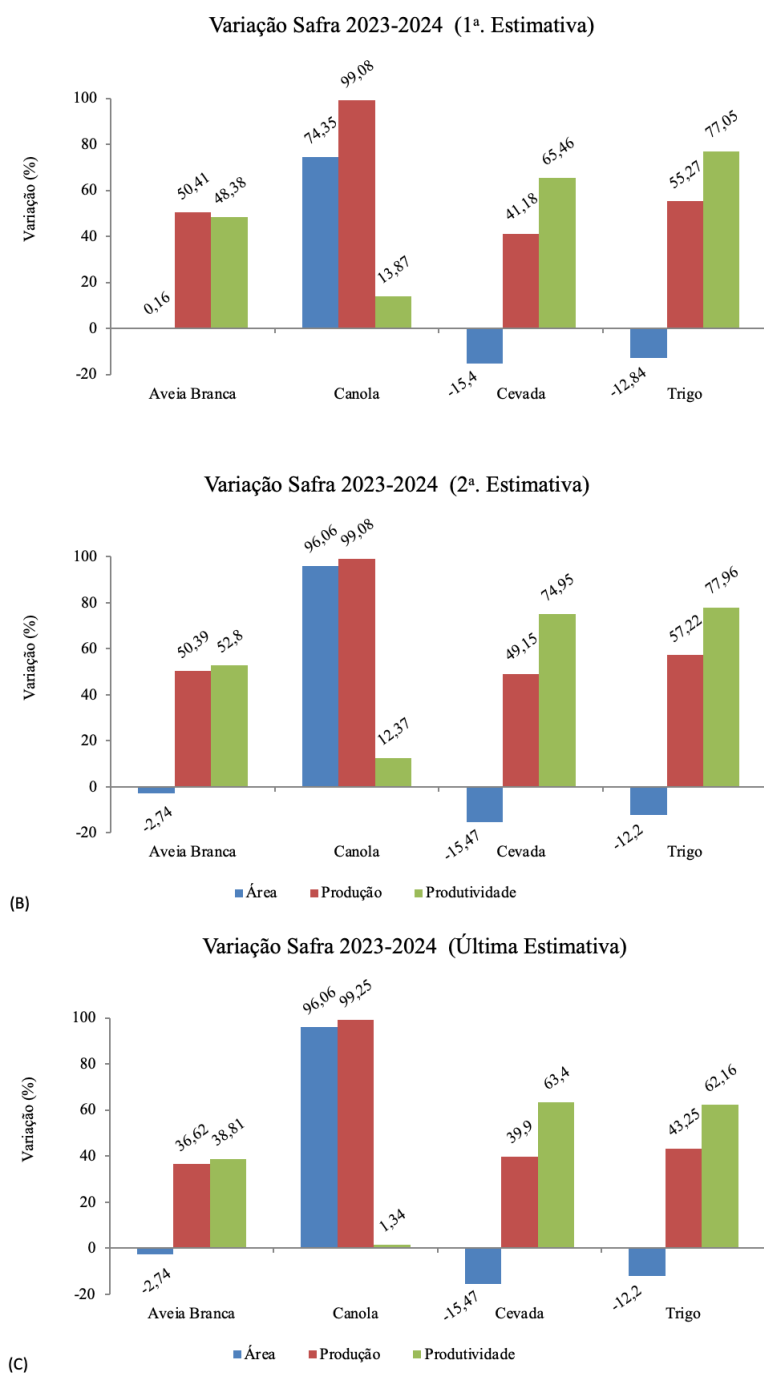 Variação Safra 2023-2024 (1ª. Estimativa)
Variação (%)
100
80
60
40
20
0
-20
0,16
50,41
48,38
74,35
99,08
13,87
-15,4
41,18
65,46
-12,84
55,27
77,05
Aveia Branca
Canola
Cevada
Trigo
Variação Safra 2023-2024 (2ª. Estimativa)
Variação (%)
100
80
60
40
20
0
-20
-2,74
50,39
52,8
96,06
99,08
12,37
-15,47
49,15
74,95
-12,2
57,22
77,96
Aveia Branca
Canola
Cevada
Trigo
Área
Produção
Produtividade
(B)
Variação Safra 2023-2024 (Última Estimativa)
Variação (%)
100
80
60
40
20
0
-20
-2,74
36,62
38,81
96,06
99,25
1,34
-15,47
39,9
63,4
-12,2
43,25
62,16
Aveia Branca
Canola
Cevada
Trigo
Área
Produção
Produtividade
(C)